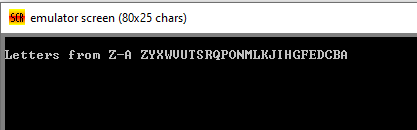 emulator screen (80x25 chars)
Letters from Z-A ZYXWVUTSRQPONMLKJIHGFEDCBA